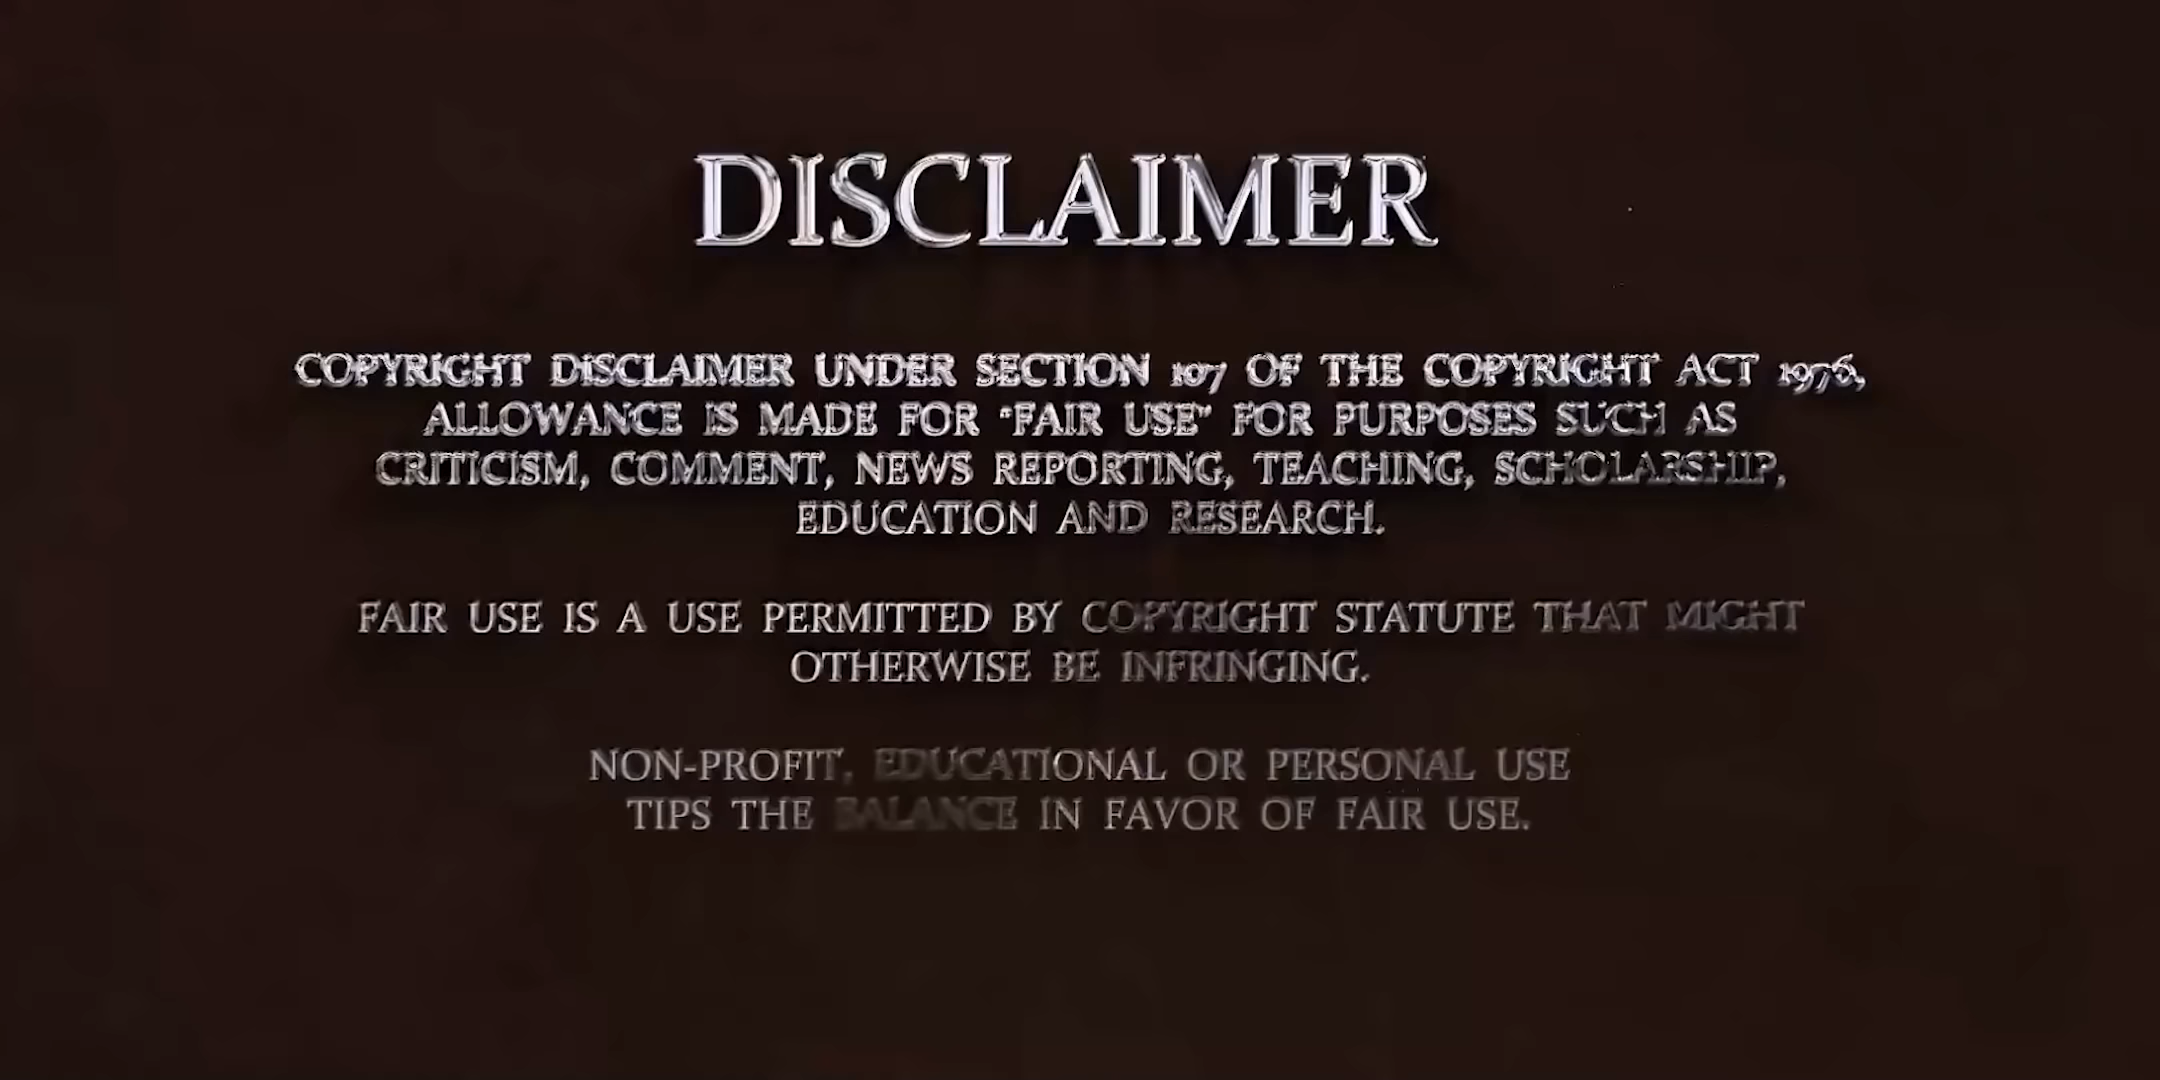 DISCLAIMER
COPYRIGHT DISCLAIMER UNDER SECTION 107 OF THE COPYRIGHT ACT 1976,
ALLOWANCE IS MADE FOR "FAIR USE" FOR PURPOSES SUCH AS
CRITICISM, COMMENT, NEWS REPORTING, TEACHING, SCHOLARSHIP,
EDUCATION AND RESEARCH.
FAIR USE IS A USE PERMITTED BY COPYRIGHT STATUTE THAT MIGHT
OTHERWISE BE INFRINGING.
NON-PROFIT, EDUCATIONAL OR PERSONAL USE
TIPS THE BALANCE IN FAVOR OF FAIR USE.